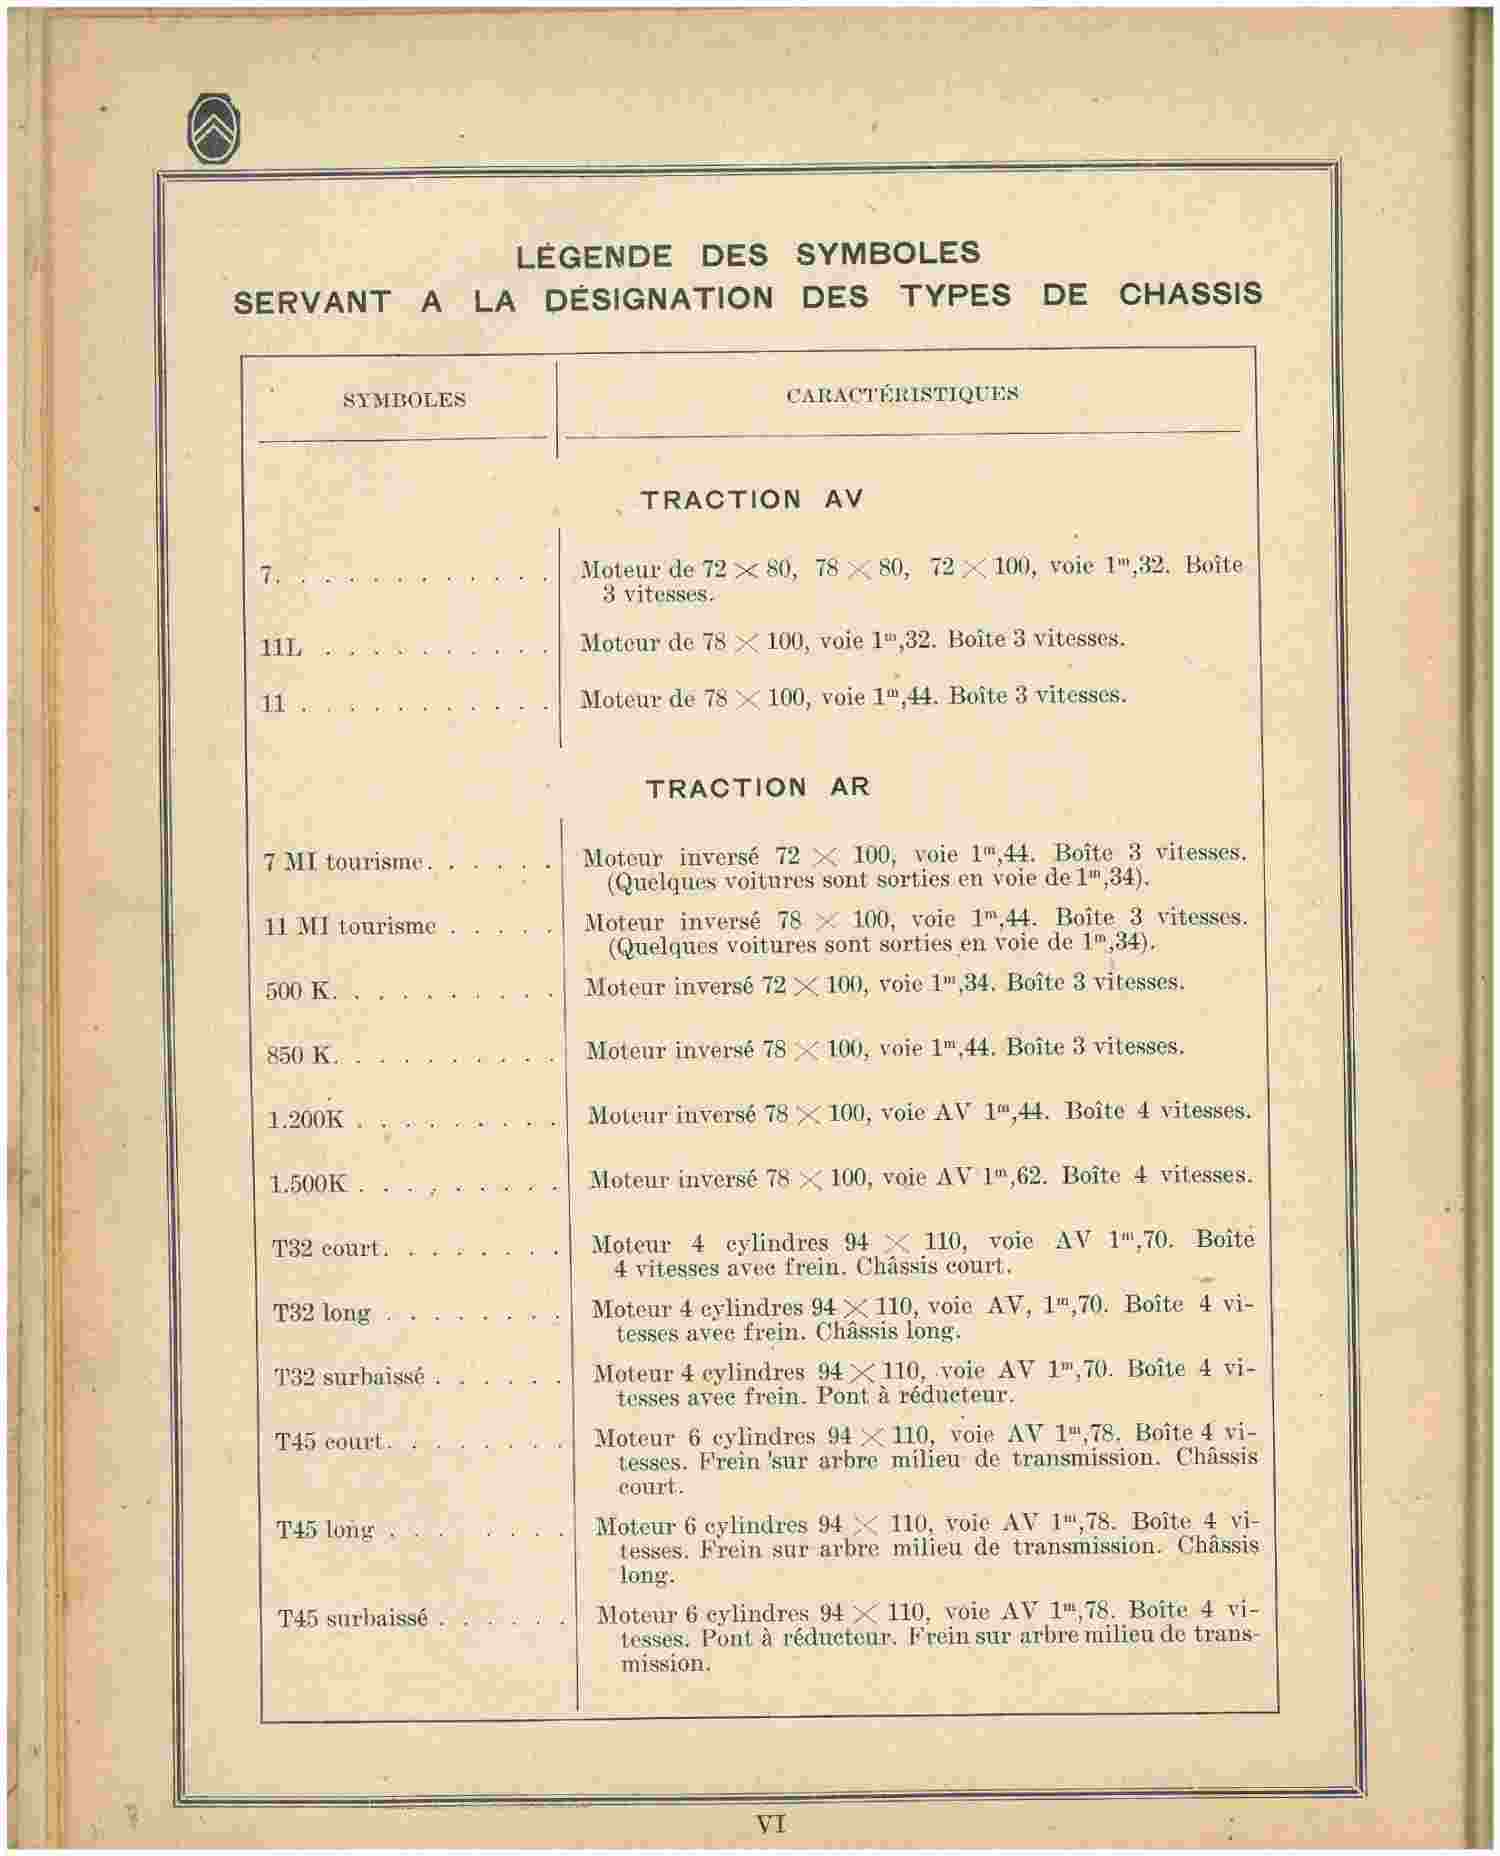 LÉGENDE DES SYMBOLES
SERVANT A LA DÉSIGNATION DES TYPES DE CHASSIS
SYMBOLES CARACTÉRISTIQUES
TRACTION AV
7. . . . . . . . . . . . Moteur de 72 × 80, 78 × 80, 72 × 100, voie 1m,32. Boîte
3 vitesses.
11L . . . . . . . . . . Moteur de 78 × 100, voie 1m,32. Boîte 3 vitesses.
11 . . . . . . . . . . . Moteur de 78 × 100, voie 1m,44. Boîte 3 vitesses.
TRACTION AR
7 MI tourisme. . . . . . Moteur inversé 72 × 100, voie 1m,44. Boîte 3 vitesses.
(Quelques voitures sont sorties en voie de 1m,34).
11 MI tourisme . . . . . Moteur inversé 78 × 100, voie 1m,44. Boîte 3 vitesses.
(Quelques voitures sont sorties en voie de 1m,34).
500 K. . . . . . . . . . Moteur inversé 72 × 100, voie 1m,34. Boîte 3 vitesses.
850 K. . . . . . . . . . Moteur inversé 78 × 100, voie 1m,44. Boîte 3 vitesses.
1.200K . . . . . . . . . Moteur inversé 78 × 100, voie AV 1m,44. Boîte 4 vitesses.
1.500K . . . . . . . . . Moteur inversé 78 × 100, voie AV 1m,62. Boîte 4 vitesses.
T32 court. . . . . . . . Moteur 4 cylindres 94 × 110, voie AV 1m,70. Boîte
4 vitesses avec frein. Châssis court.
T32 long . . . . . . . . Moteur 4 cylindres 94 × 110, voie AV, 1m,70. Boîte 4 vi-
tesses avec frein. Châssis long.
T32 surbaissé . . . . . . Moteur 4 cylindres 94 × 110, voie AV 1m,70. Boîte 4 vi-
tesses avec frein. Pont à réducteur.
T45 court. . . . . . . . Moteur 6 cylindres 94 × 110, voie AV 1m,78. Boîte 4 vi-
tesses. Frein sur arbre milieu de transmission. Châssis
court.
T45 long . . . . . . . . Moteur 6 cylindres 94 × 110, voie AV 1m,78. Boîte 4 vi-
tesses. Frein sur arbre milieu de transmission. Châssis
long.
T45 surbaissé . . . . . . Moteur 6 cylindres 94 × 110, voie AV 1m,78. Boîte 4 vi-
tesses. Pont à réducteur. Frein sur arbre milieu de trans-
mission.
VI